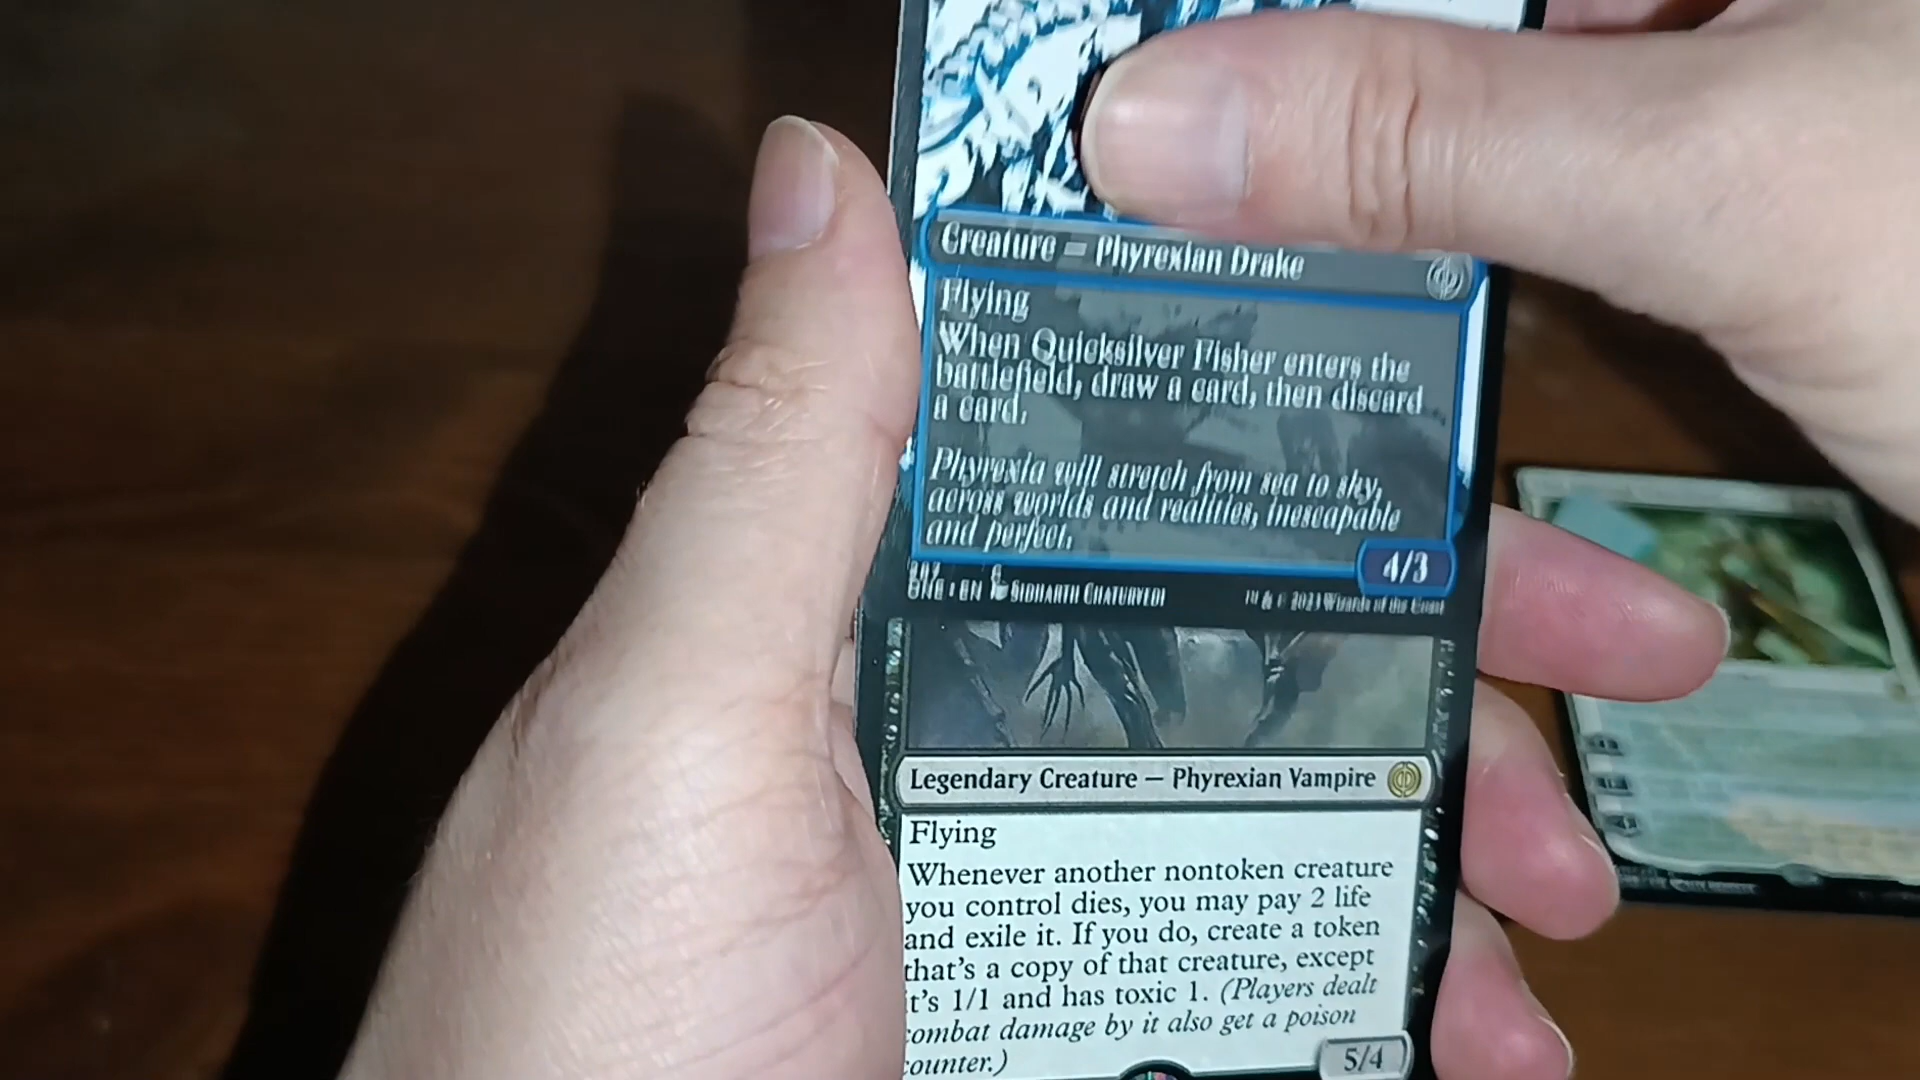 Creature — Phyrexian Drake
Flying
When Quicksilver Fisher enters the
battlefield, draw a card, then discard
a card.
Phyrexia will stretch from sea to sky,
across worlds and realities, inescapable
and perfect.
4/3
ONE • EN SIDHARTH CHATURVEDI
™ & © 2023 Wizards of the Coast
Legendary Creature — Phyrexian Vampire
Flying
Whenever another nontoken creature
you control dies, you may pay 2 life
and exile it. If you do, create a token
that's a copy of that creature, except
it's 1/1 and has toxic 1. (Players dealt
combat damage by it also get a poison
counter.)
5/4